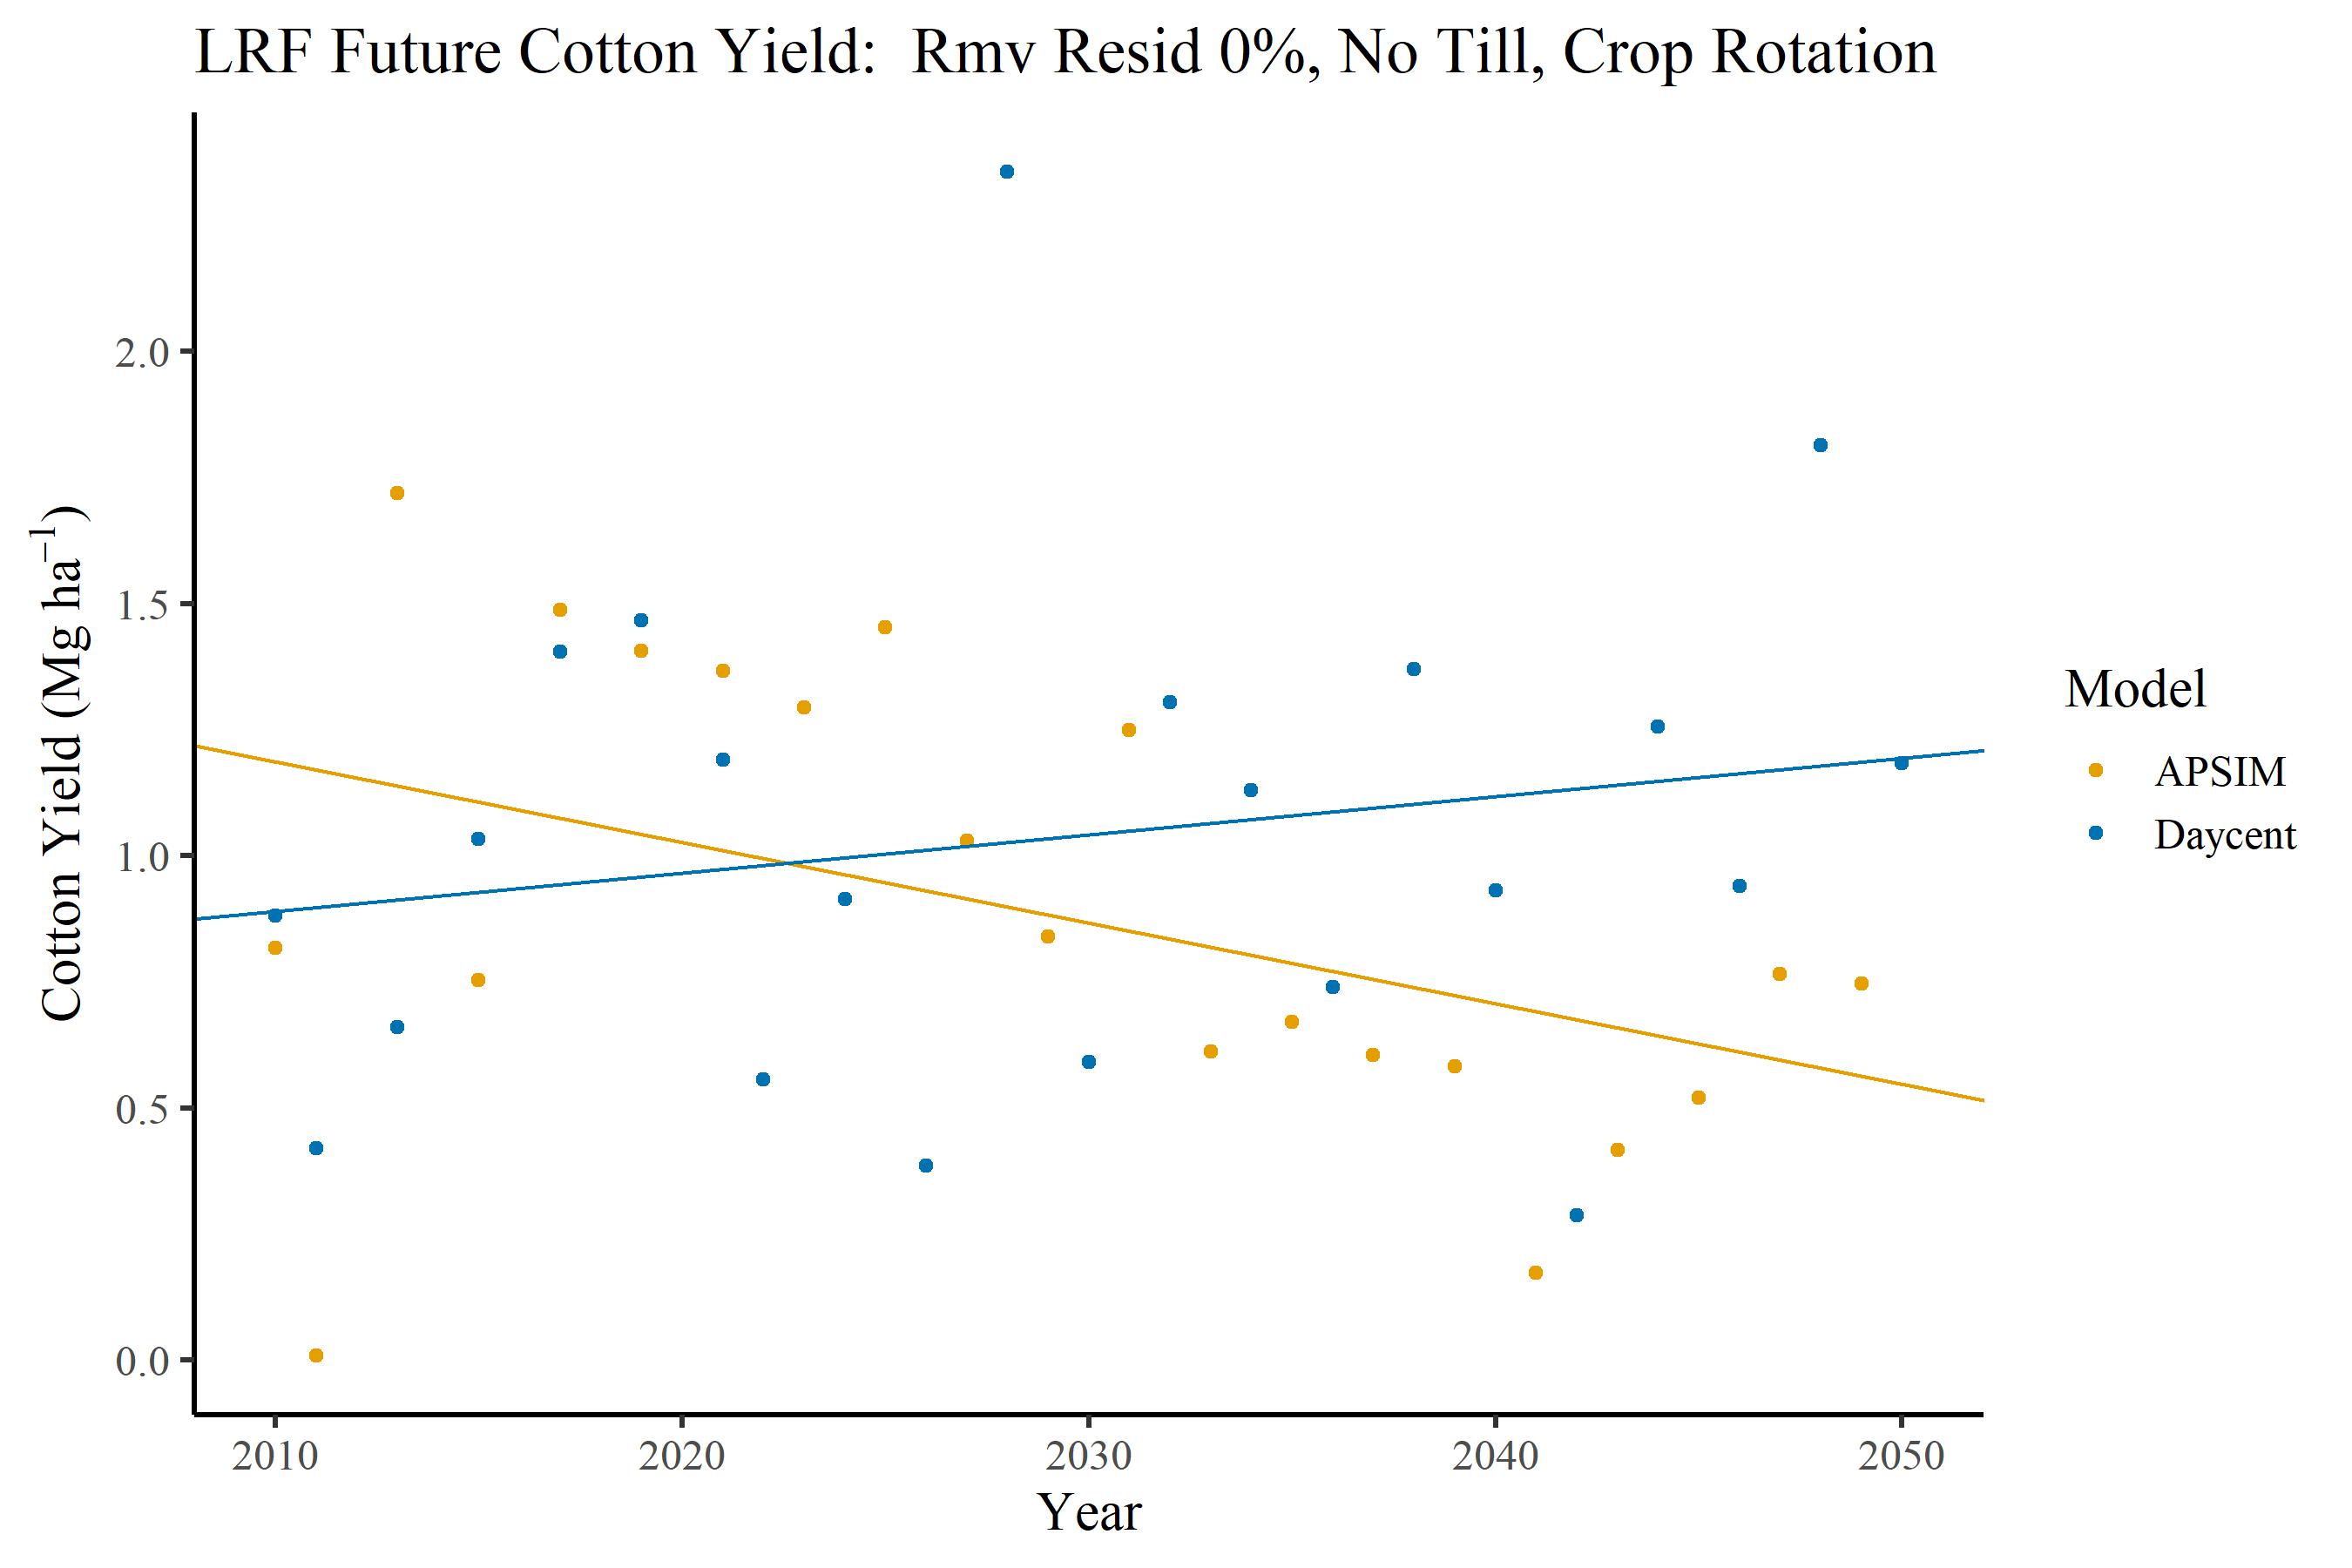 LRF Future Cotton Yield:  Rmv Resid 0%, No Till, Crop Rotation
Cotton Yield (Mg ha⁻¹)
2.0
1.5
1.0
0.5
0.0
2010 2020 2030 2040 2050
Year
Model
APSIM
Daycent